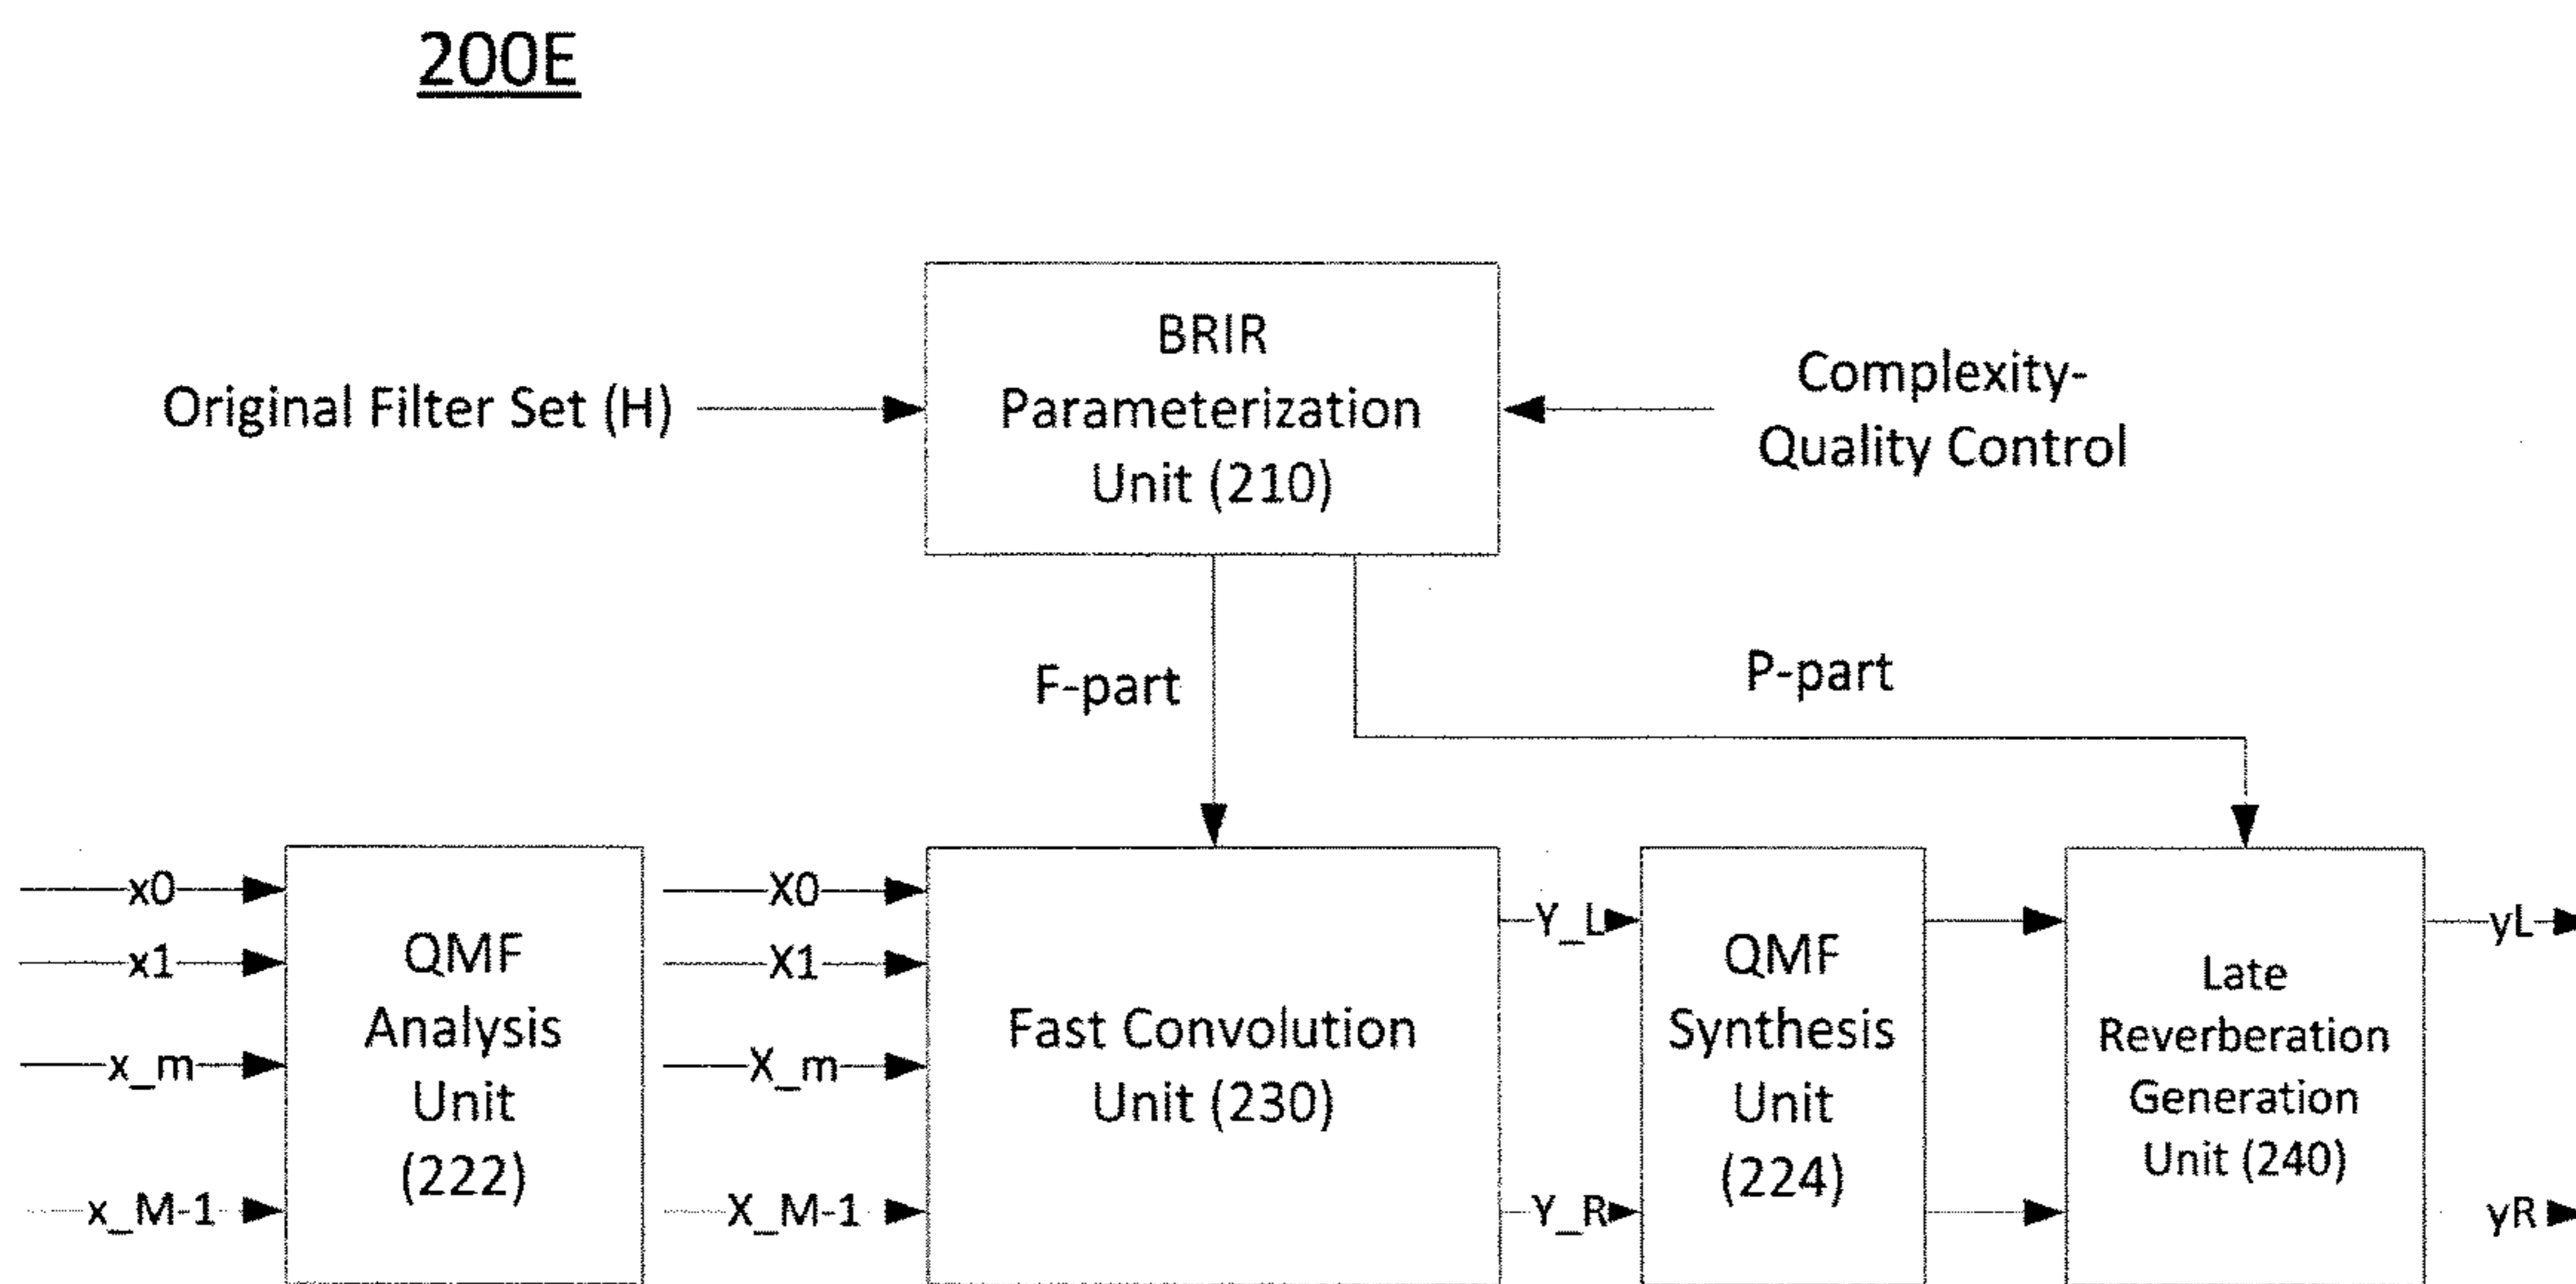 200E
BRIR
Parameterization
Unit (210)
Original Filter Set (H)
Complexity-
Quality Control
F-part
P-part
x0
x1
x_m
x_M-1
QMF
Analysis
Unit
(222)
X0
X1
X_m
X_M-1
Fast Convolution
Unit (230)
Y_L
Y_R
QMF
Synthesis
Unit
(224)
Late
Reverberation
Generation
Unit (240)
yL
yR